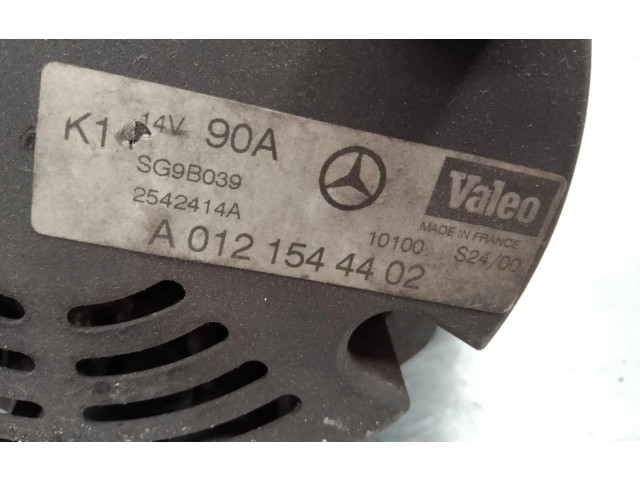 K1 14V 90A
SG9B039
2542414A
A 012 154 44 02
Valeo
MADE IN FRANCE
10100 S24/00